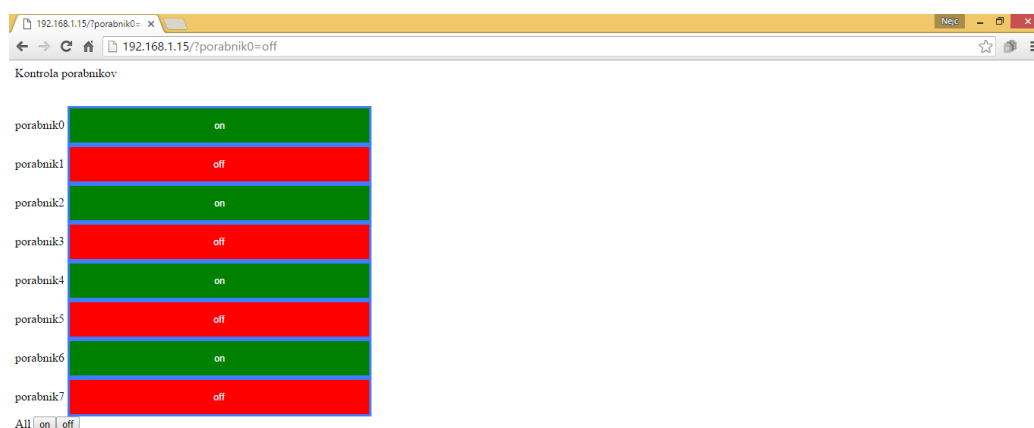 192.168.1.15/?porabnik0=
Nejc
192.168.1.15/?porabnik0=off
Kontrola porabnikov
porabnik0 on
porabnik1 off
porabnik2 on
porabnik3 off
porabnik4 on
porabnik5 off
porabnik6 on
porabnik7 off
All on off